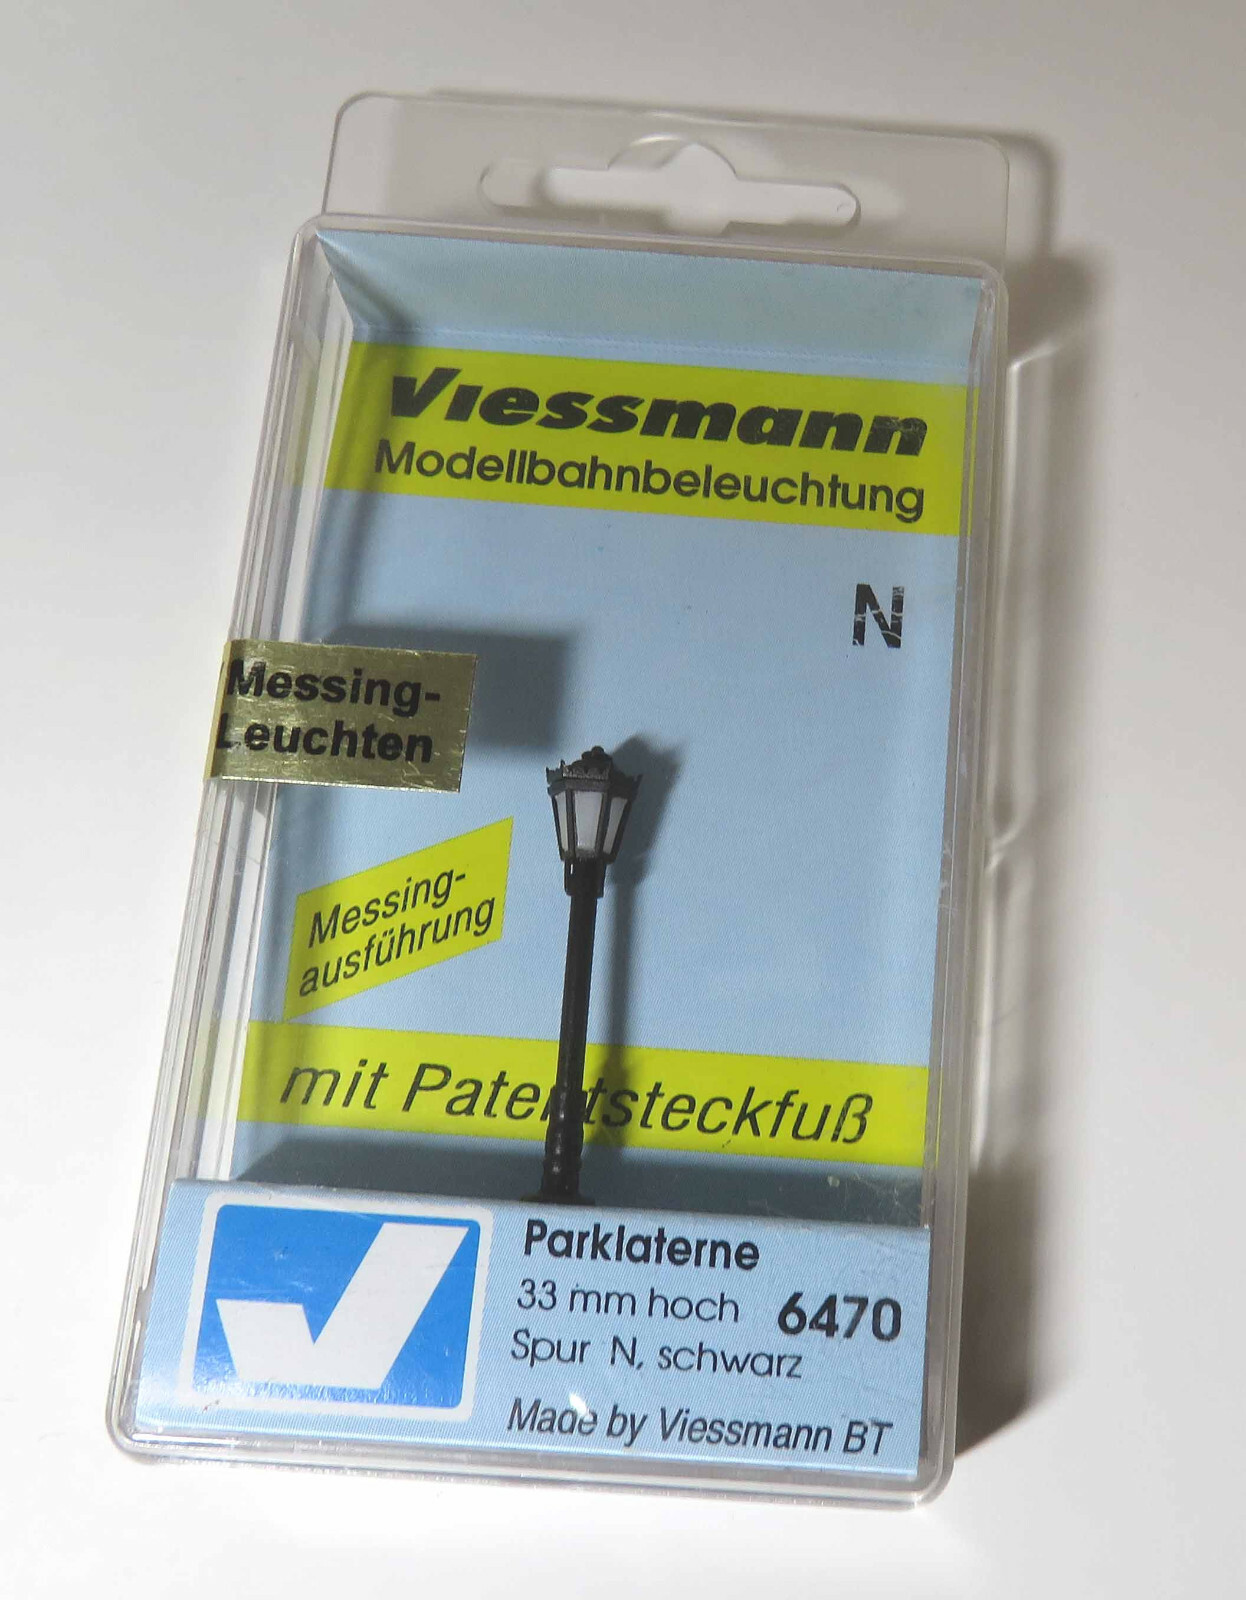 Viessmann
Modellbahnbeleuchtung
N
Messing-
Leuchten
Messing-
ausführung
mit Patentsteckfuß
Parklaterne
33 mm hoch 6470
Spur N, schwarz
Made by Viessmann BT